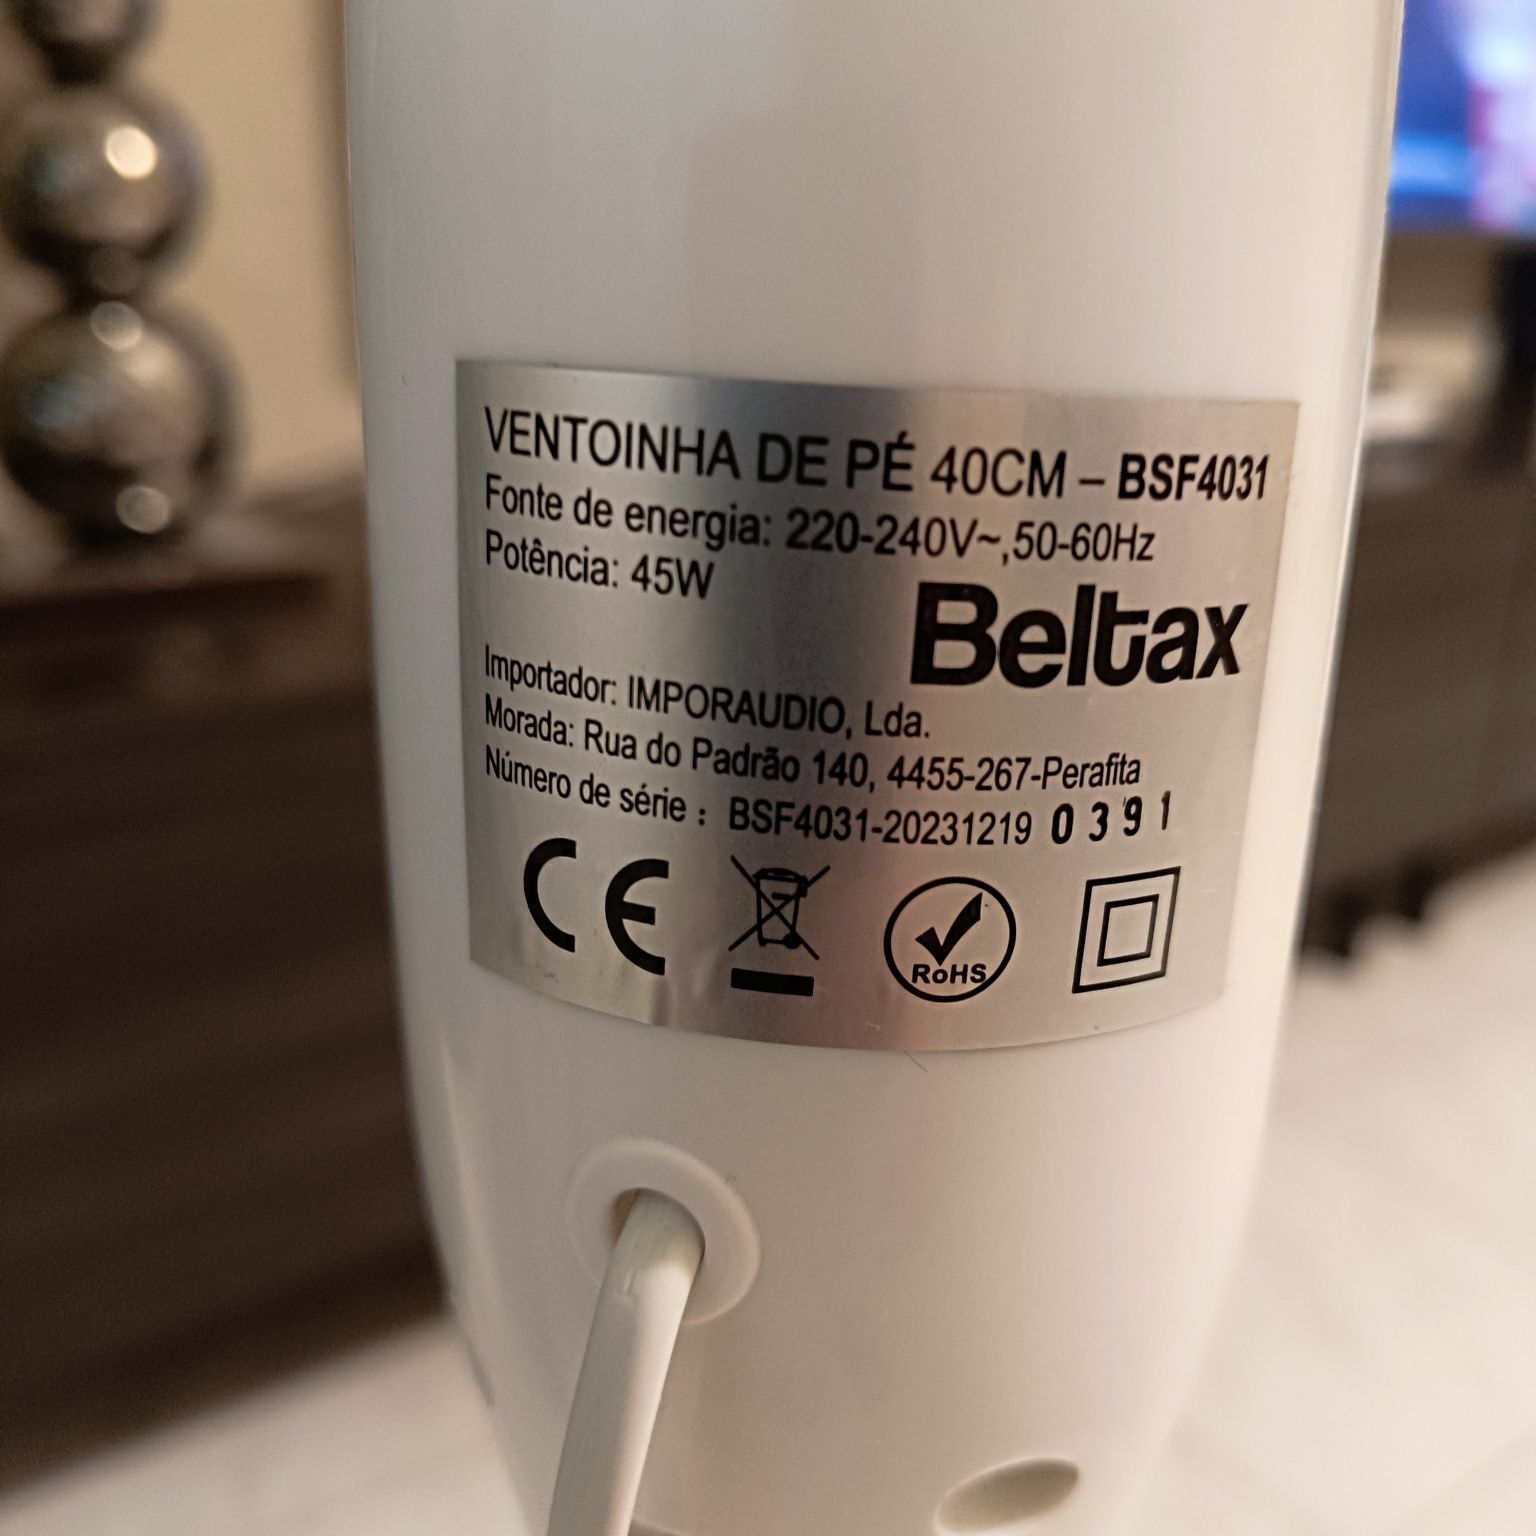 VENTOINHA DE PÉ 40CM – BSF4031
Fonte de energia: 220-240V~,50-60Hz
Potência: 45W
Beltax
Importador: IMPORAUDIO, Lda.
Morada: Rua do Padrão 140, 4455-267-Perafita
Número de série : BSF4031-20231219 0391
CE
RoHS